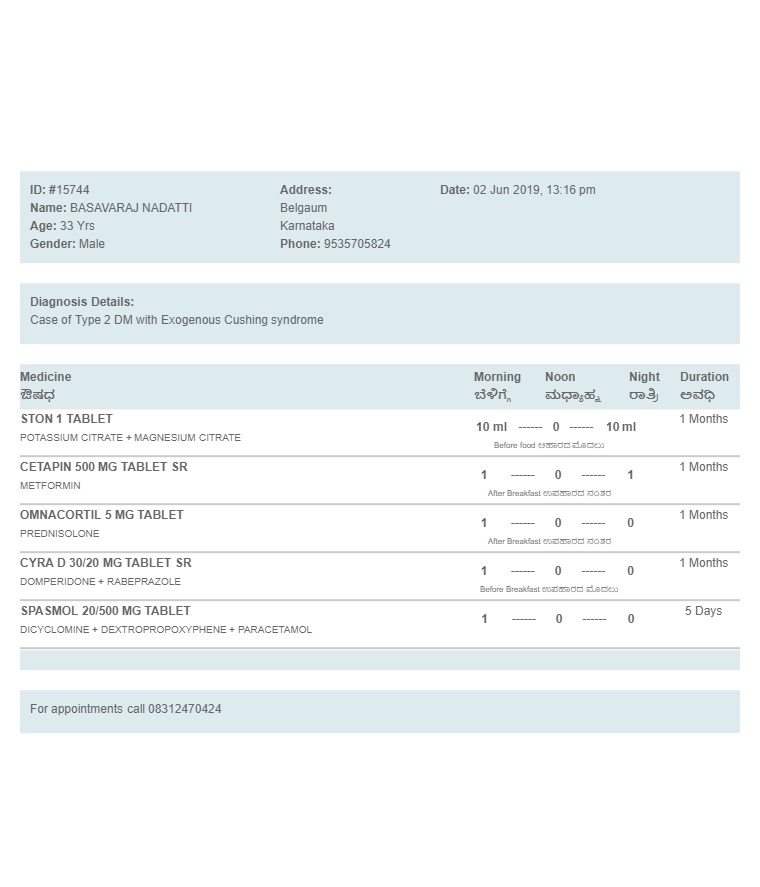 ID: #15744
Name: BASAVARAJ NADATTI
Age: 33 Yrs
Gender: Male
Address:
Belgaum
Karnataka
Phone: 9535705824
Date: 02 Jun 2019, 13:16 pm
Diagnosis Details:
Case of Type 2 DM with Exogenous Cushing syndrome
Medicine Morning Noon Night Duration
ಔಷಧ ಬೆಳಿಗ್ಗೆ ಮಧ್ಯಾಹ್ನ ರಾತ್ರಿ ಅವಧಿ
STON 1 TABLET 1 Months
10 ml ------ 0 ------ 10 ml
POTASSIUM CITRATE + MAGNESIUM CITRATE
Before food ಆಹಾರದ ಮೊದಲು
CETAPIN 500 MG TABLET SR 1 Months
1 ------ 0 ------ 1
METFORMIN
After Breakfast ಉಪಹಾರದ ನಂತರ
OMNACORTIL 5 MG TABLET 1 Months
1 ------ 0 ------ 0
PREDNISOLONE
After Breakfast ಉಪಹಾರದ ನಂತರ
CYRA D 30/20 MG TABLET SR 1 Months
1 ------ 0 ------ 0
DOMPERIDONE + RABEPRAZOLE
Before Breakfast ಉಪಹಾರದ ಮೊದಲು
SPASMOL 20/500 MG TABLET 5 Days
1 ------ 0 ------ 0
DICYCLOMINE + DEXTROPROPOXYPHENE + PARACETAMOL
For appointments call 08312470424